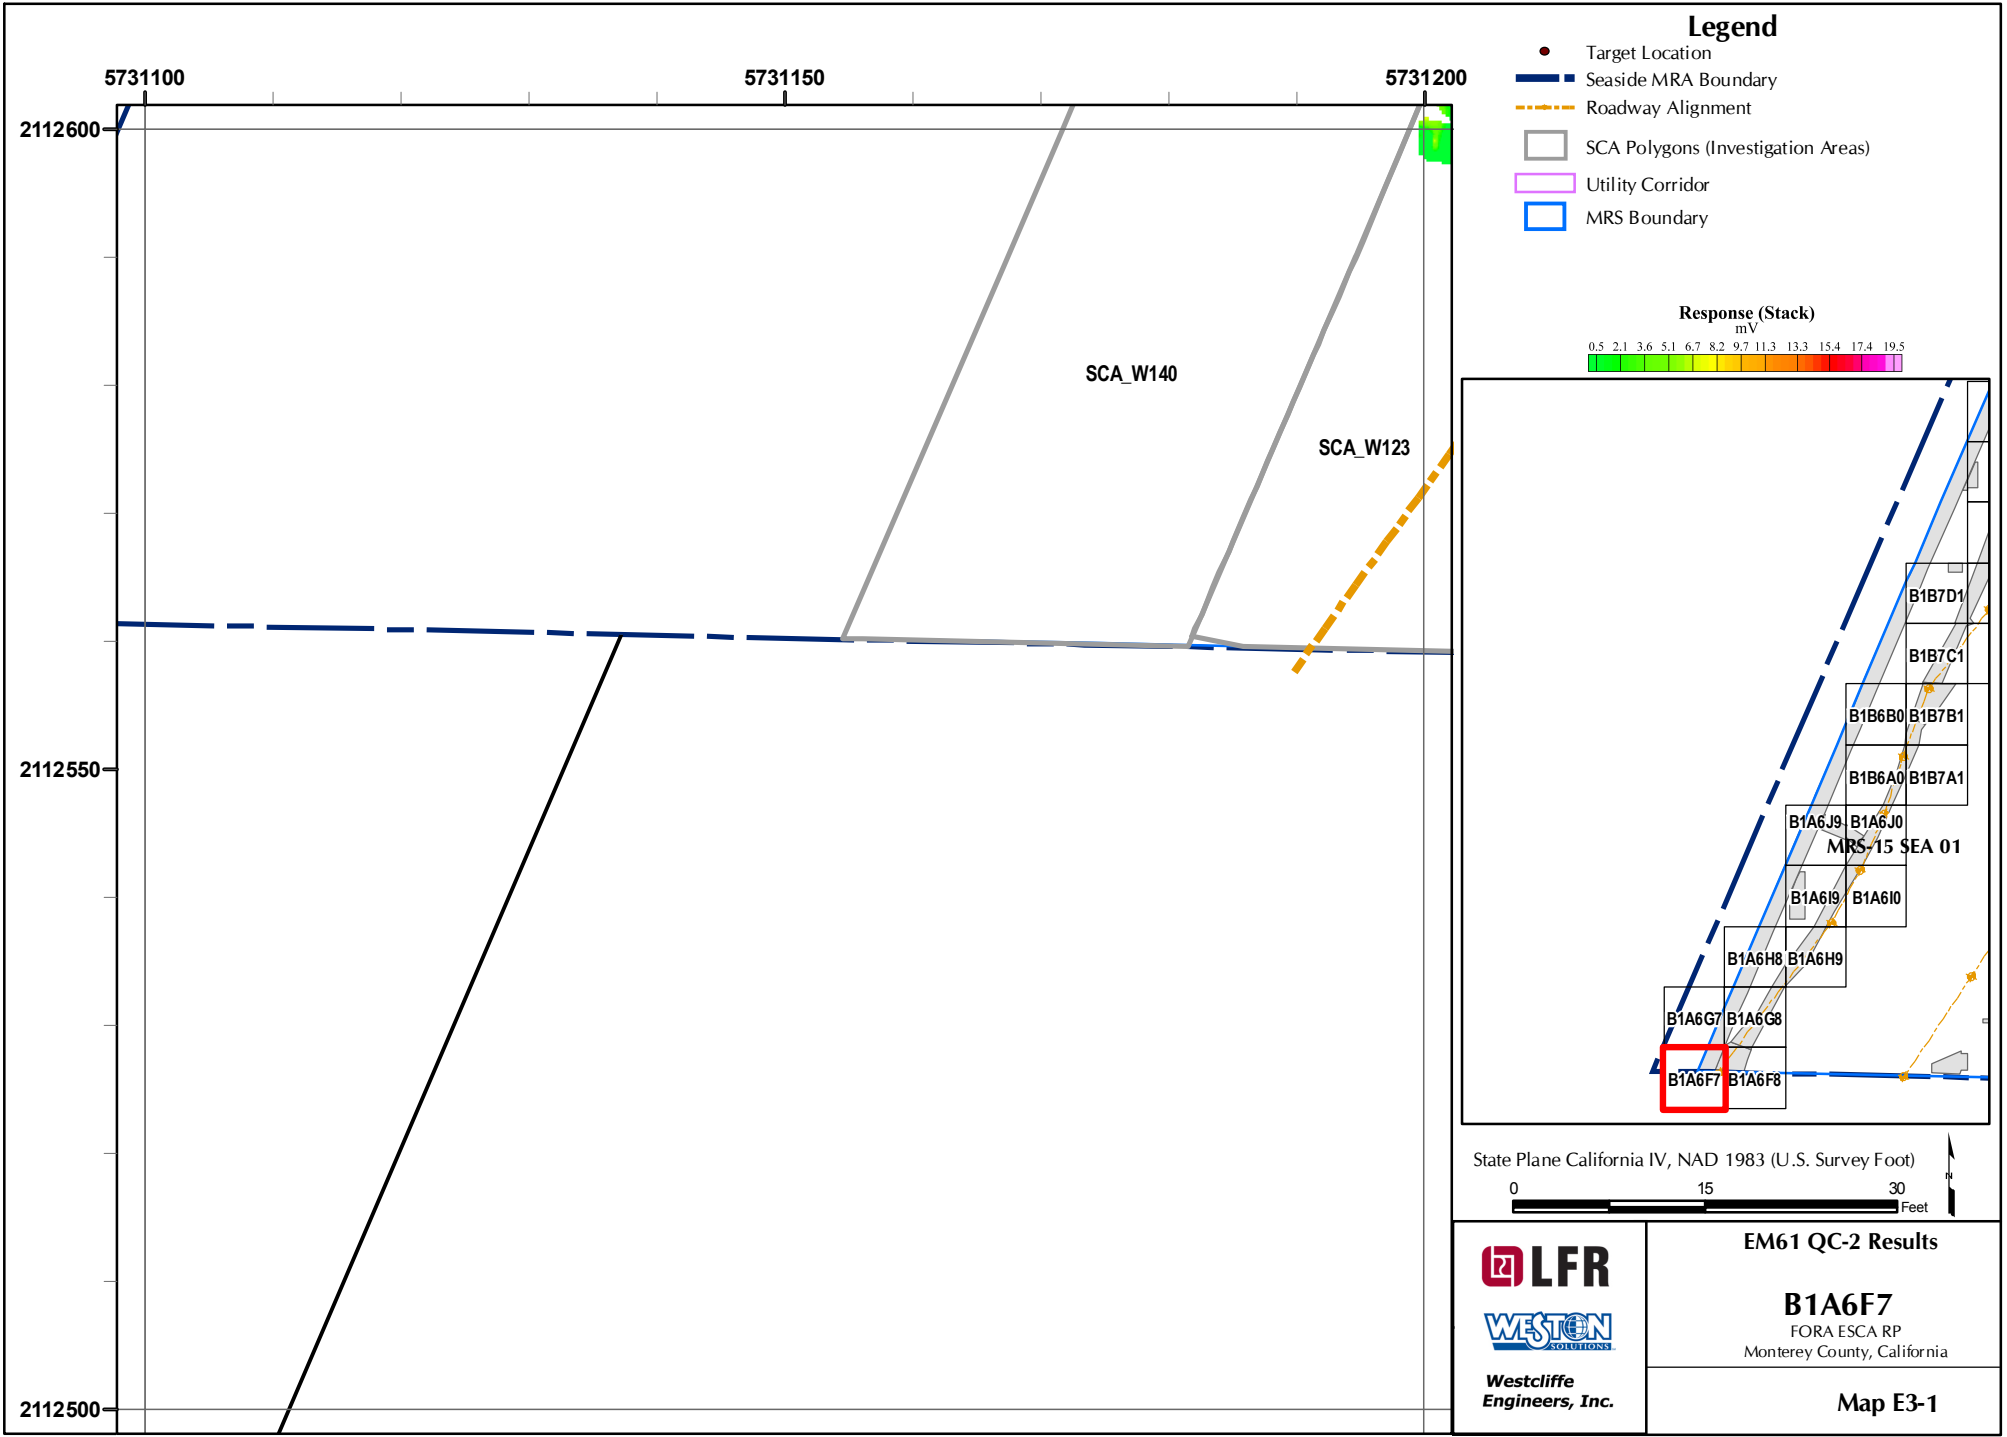 5731100
5731150
5731200
2112600
2112550
2112500
SCA_W140
SCA_W123
Legend
Target Location
Seaside MRA Boundary
Roadway Alignment
SCA Polygons (Investigation Areas)
Utility Corridor
MRS Boundary
Response (Stack)
mV
0.5 2.1 3.6 5.1 6.7 8.2 9.7 11.3 13.3 15.4 17.4 19.5
B1B7D1
B1B7C1
B1B6B0 B1B7B1
B1B6A0 B1B7A1
B1A6J9 B1A6J0
MRS-15 SEA 01
B1A6I9 B1A6I0
B1A6H8 B1A6H9
B1A6G7 B1A6G8
B1A6F7 B1A6F8
State Plane California IV, NAD 1983 (U.S. Survey Foot)
N
0 15 30
Feet
LFR
WESTON
SOLUTIONS
Westcliffe
Engineers, Inc.
EM61 QC-2 Results
B1A6F7
FORA ESCA RP
Monterey County, California
Map E3-1